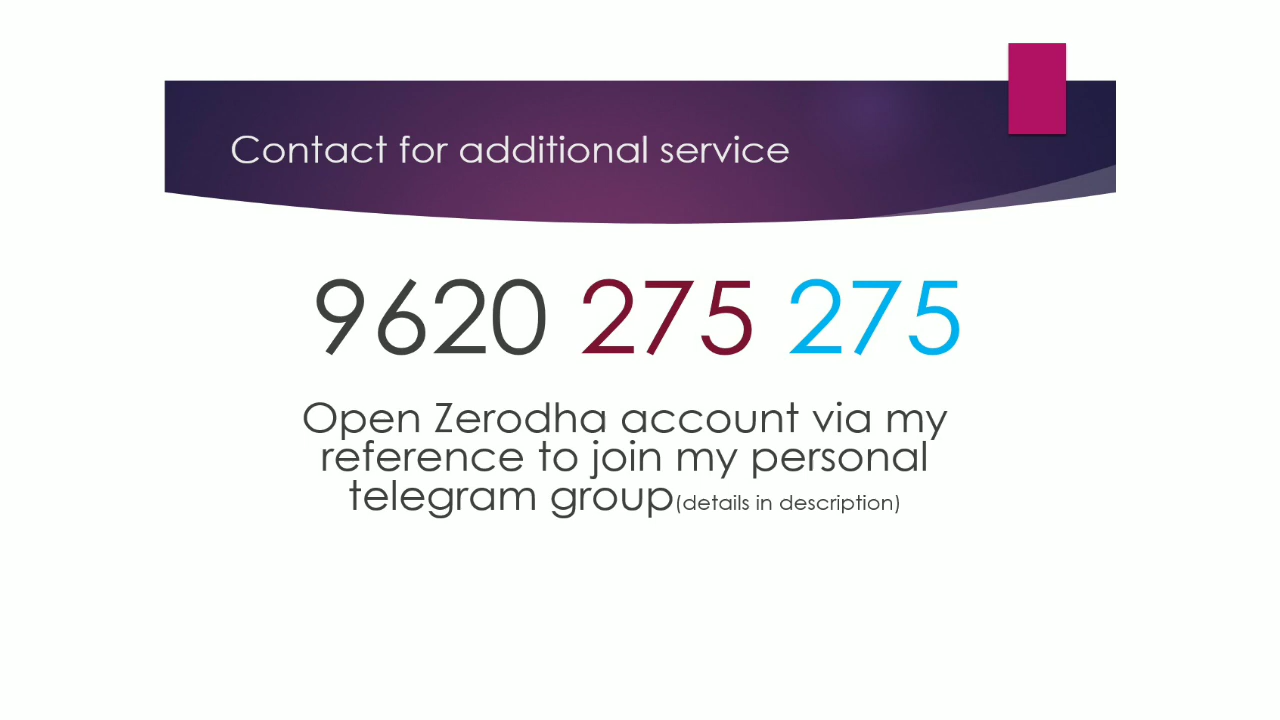 Contact for additional service
9620 275 275
Open Zerodha account via my
reference to join my personal
telegram group(details in description)